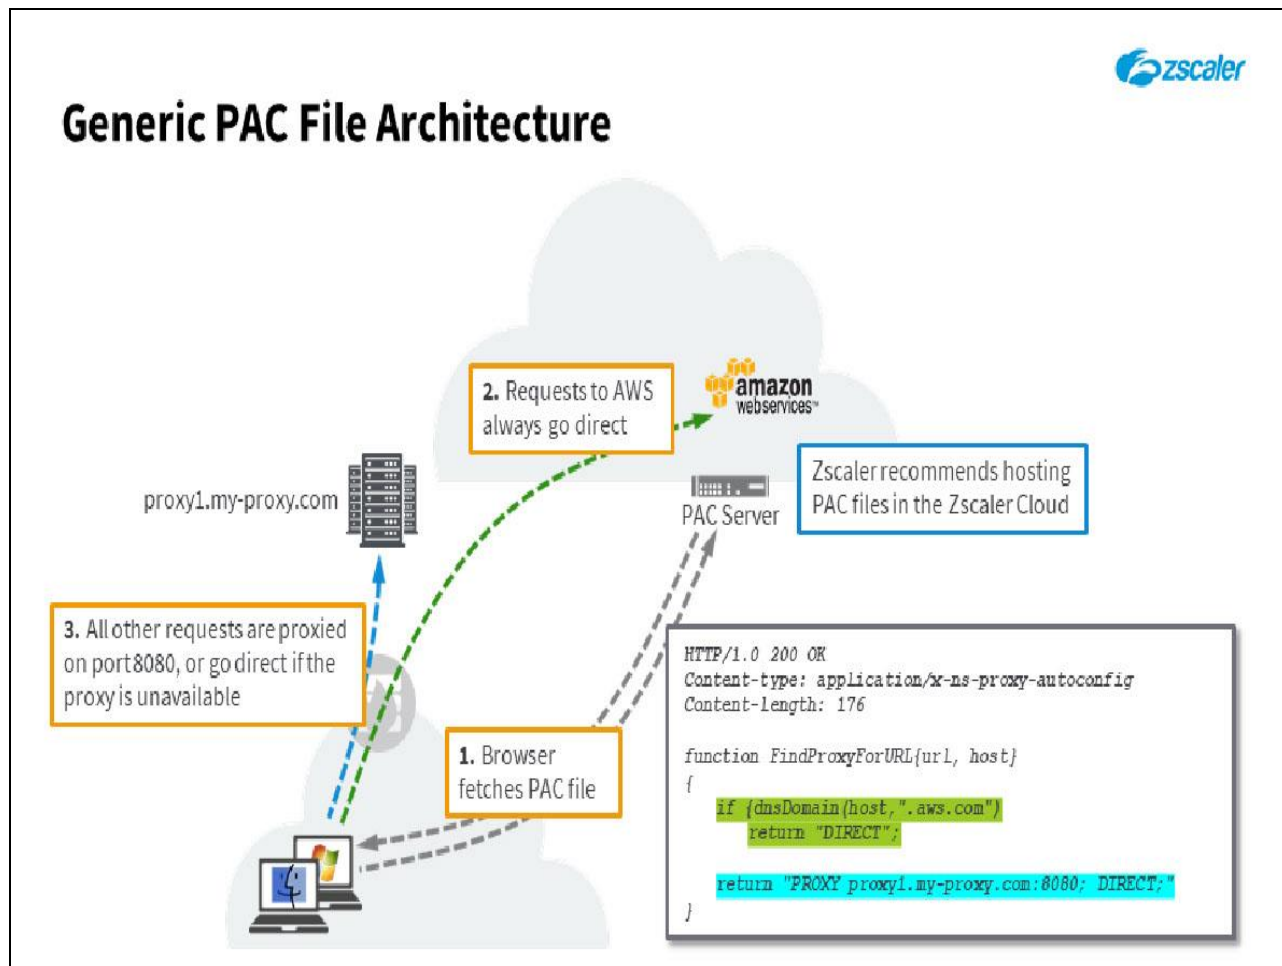 zscaler
Generic PAC File Architecture
2. Requests to AWS
always go direct
amazon
webservices™
proxy1.my-proxy.com
PAC Server
Zscaler recommends hosting
PAC files in the Zscaler Cloud
3. All other requests are proxied
on port 8080, or go direct if the
proxy is unavailable
1. Browser
fetches PAC file
HTTP/1.0 200 OK
Content-type: application/x-ns-proxy-autoconfig
Content-length: 176
function FindProxyForURL{url, host}
{
if {dnsDomain(host,".aws.com")
return "DIRECT";
return "PROXY proxy1.my-proxy.com:8080; DIRECT;"
}